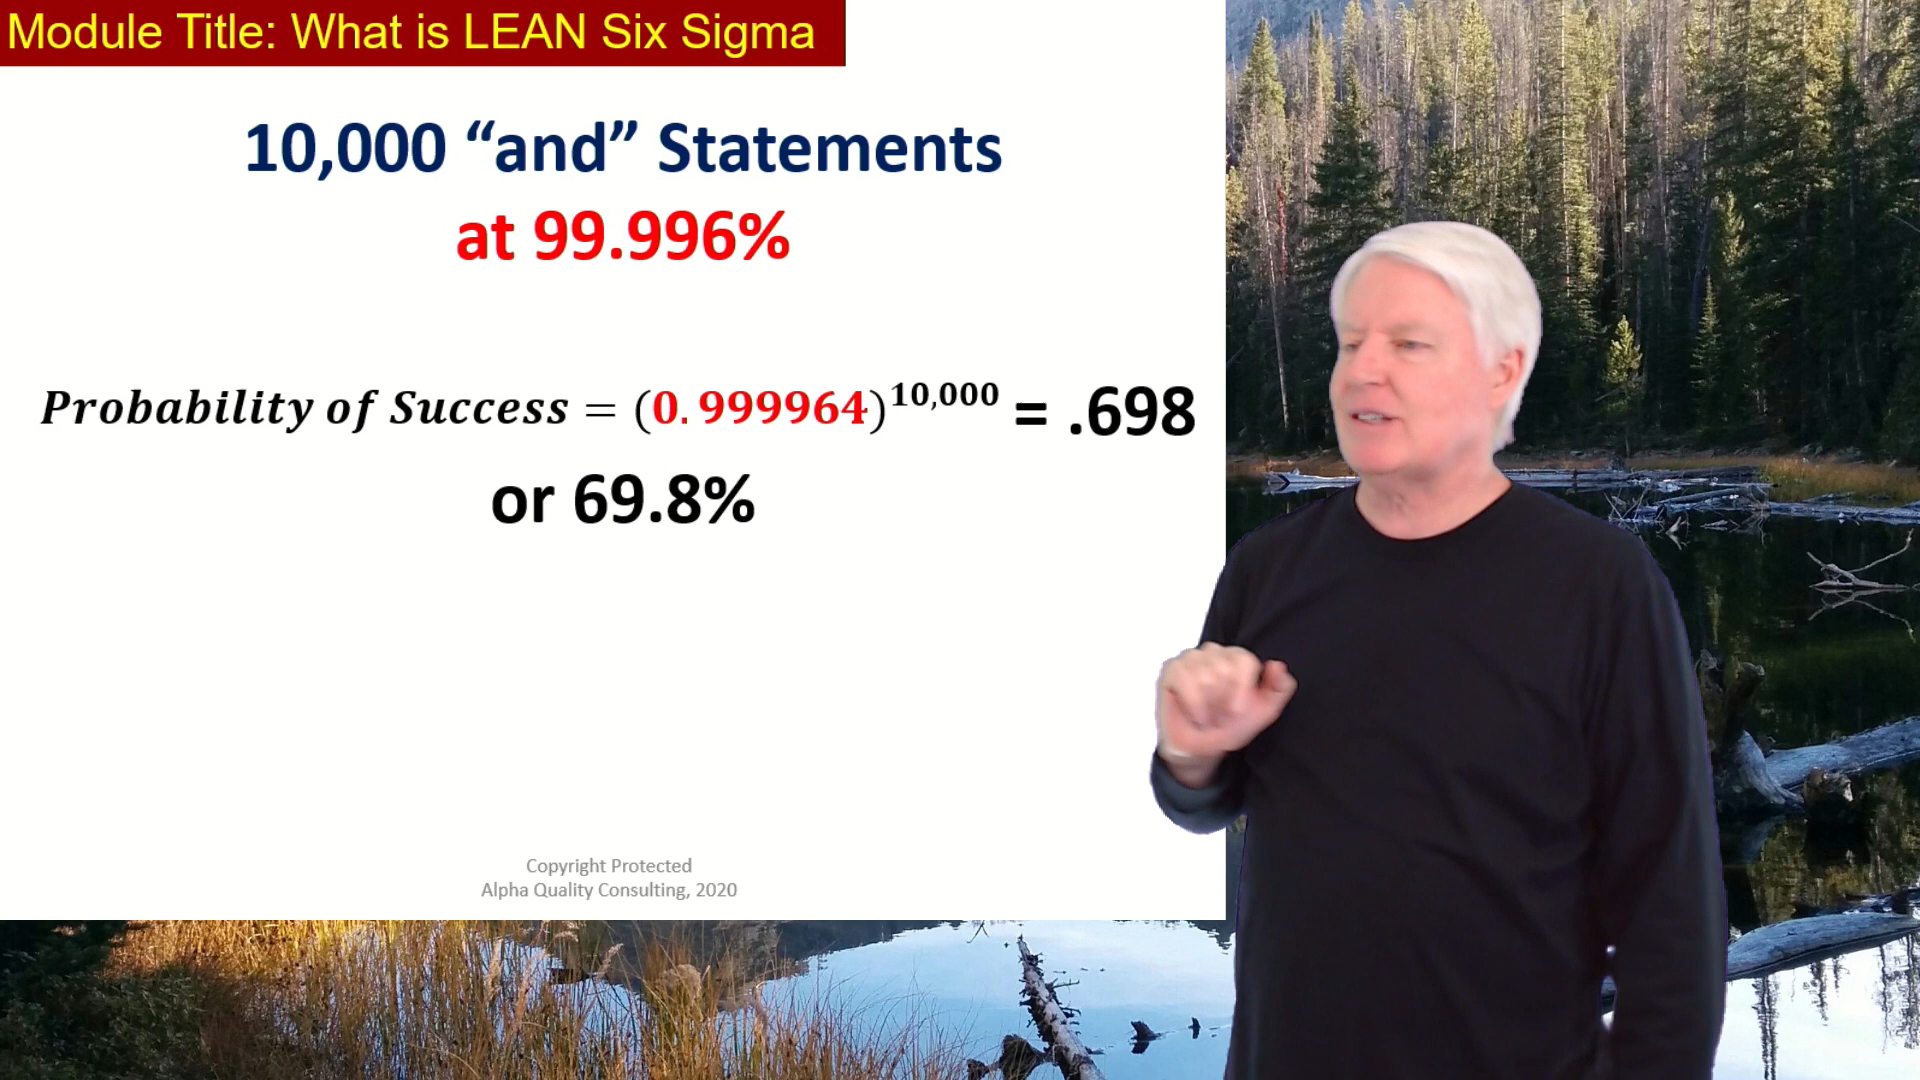 Module Title: What is LEAN Six Sigma
10,000 “and” Statements
at 99.996%
Probability of Success = (0.999964)^10,000 = .698
or 69.8%
Copyright Protected
Alpha Quality Consulting, 2020